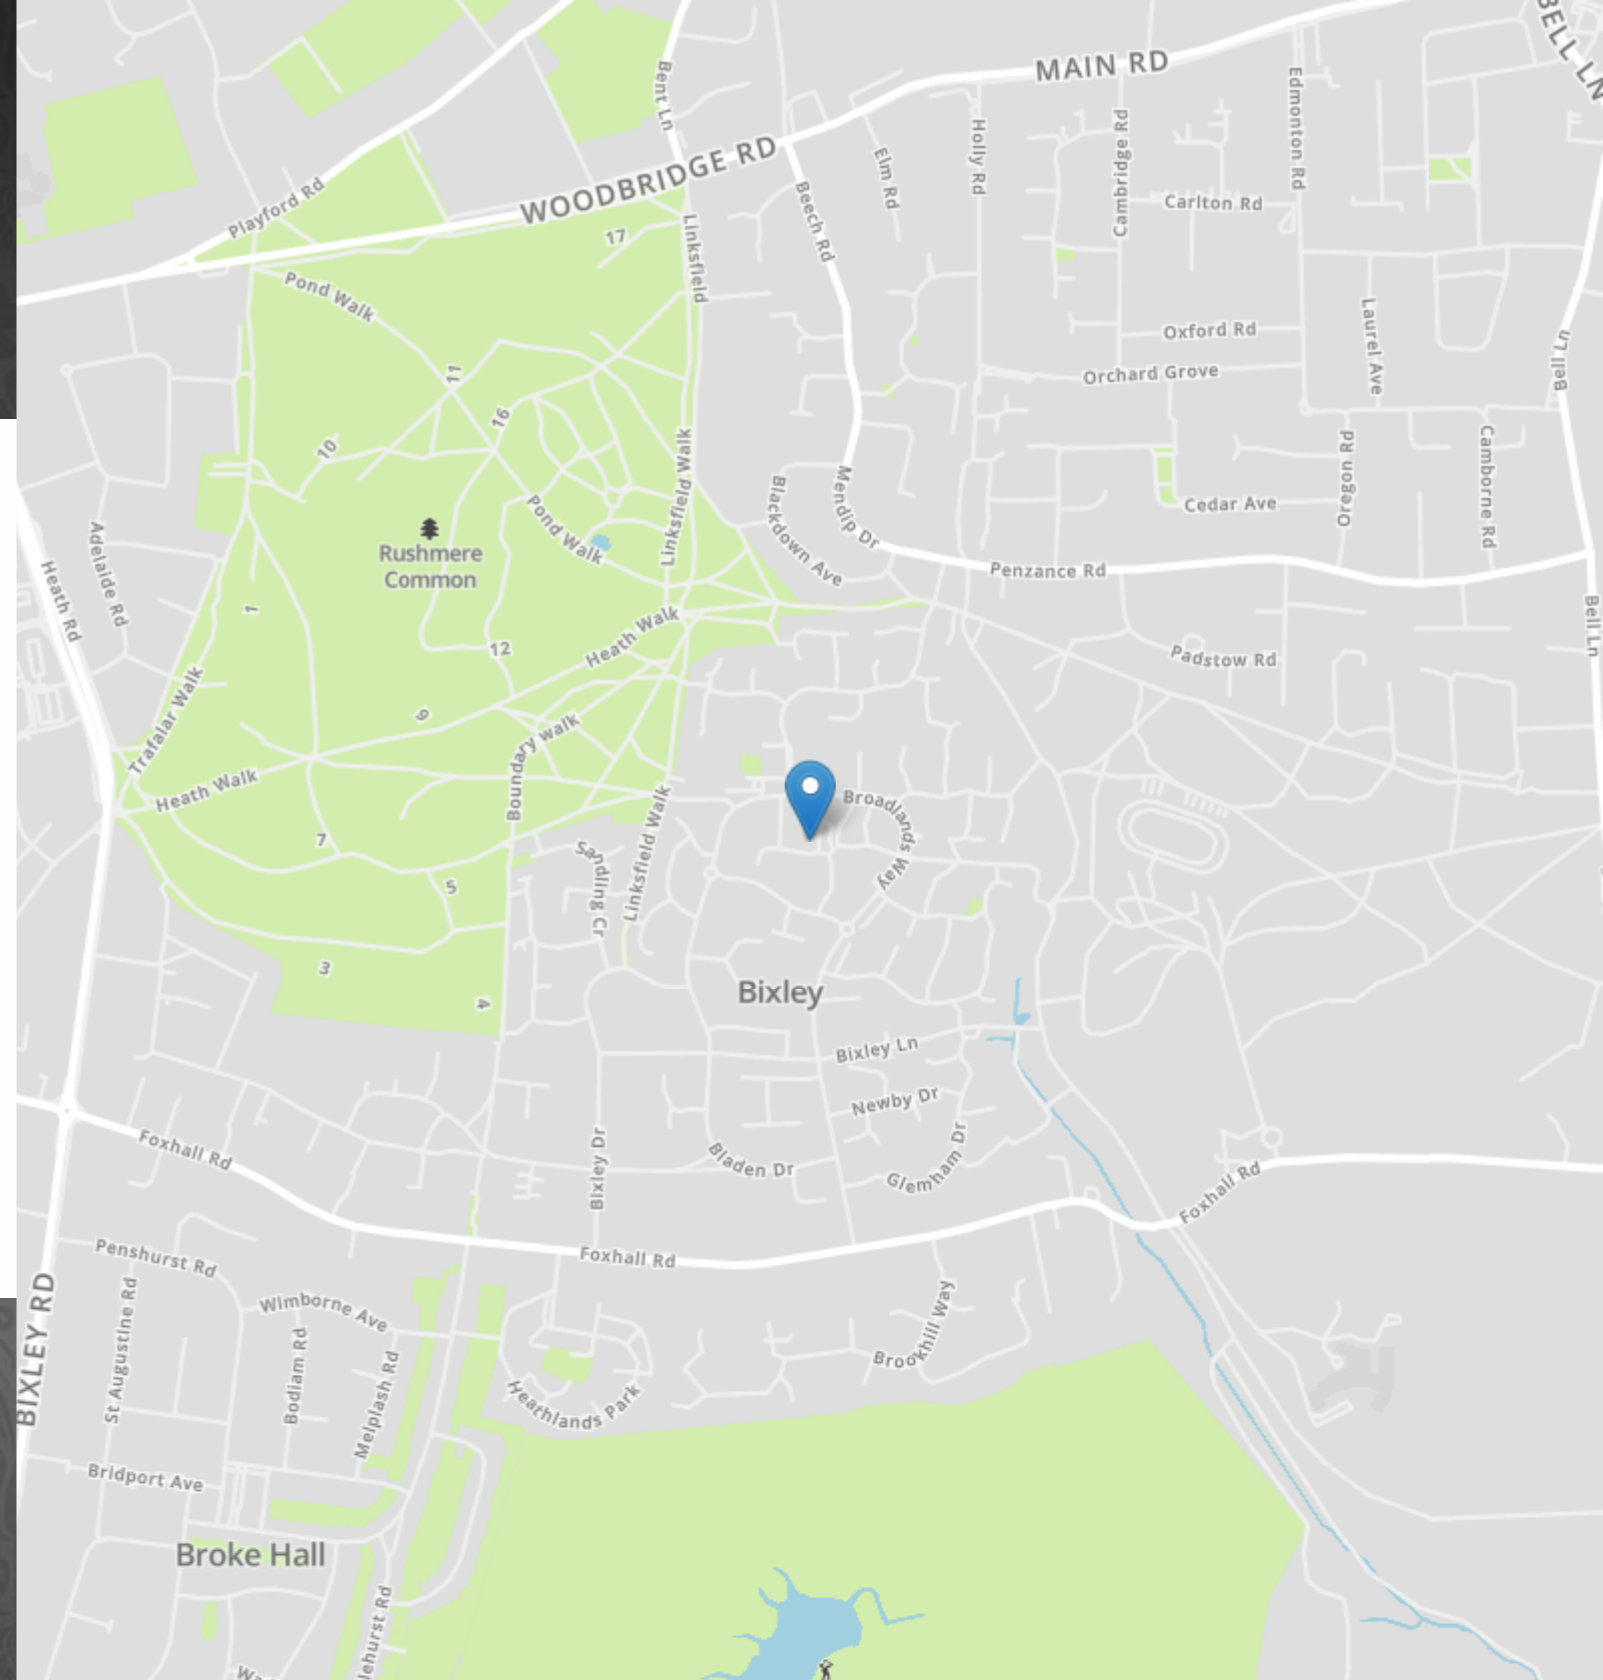 BELL LN
MAIN RD
Bent Ln
Edmonton Rd
Cambridge Rd
Holly Rd
Elm Rd
WOODBRIDGE RD
Playford Rd
Beech Rd
Carlton Rd
17
Linksfield
Pond Walk
Laurel Ave
Oxford Rd
Bell Ln
Orchard Grove
11
16
10
Linksfield Walk
Mendip Dr
Blackdown Ave
Oregon Rd
Camborne Rd
Cedar Ave
Pond Walk
Adelaide Rd
Heath Rd
Rushmere
Common
Penzance Rd
1
Bell Ln
Heath Walk
12
Padstow Rd
Trafalar Walk
9
Boundary walk
Heath Walk
Broadlands Way
7
Linksfield Walk
Sandling Cr
5
3
4
Bixley
Bixley Ln
Newby Dr
Foxhall Rd
Bixley Dr
Bladen Dr
Glemham Dr
Foxhall Rd
Foxhall Rd
Penshurst Rd
St Augustine Rd
Wimborne Ave
BIXLEY RD
Bodiam Rd
Melplash Rd
Brookhill Way
Heathlands Park
Bridport Ave
Broke Hall
lehurst Rd